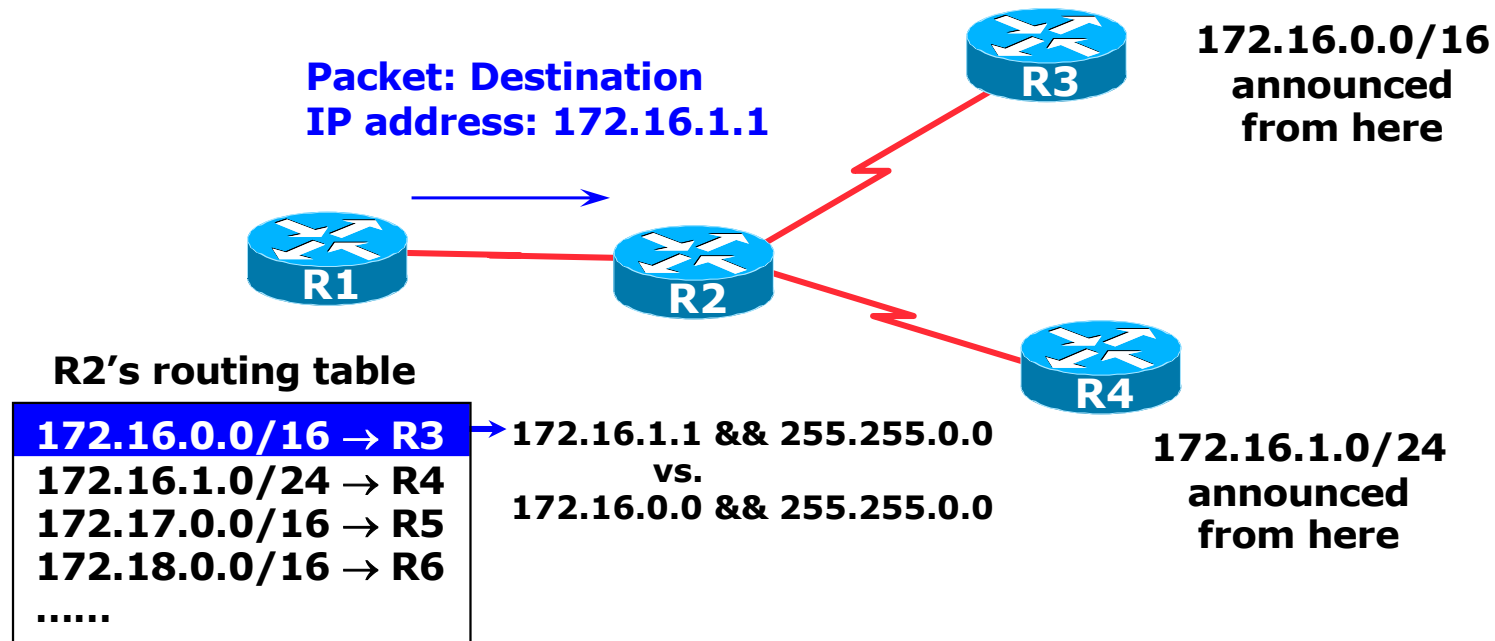 Packet: Destination
IP address: 172.16.1.1
R3
172.16.0.0/16
announced
from here
R1
R2
R4
172.16.1.0/24
announced
from here
R2’s routing table
172.16.0.0/16 → R3
172.16.1.0/24 → R4
172.17.0.0/16 → R5
172.18.0.0/16 → R6
......
172.16.1.1 && 255.255.0.0
vs.
172.16.0.0 && 255.255.0.0